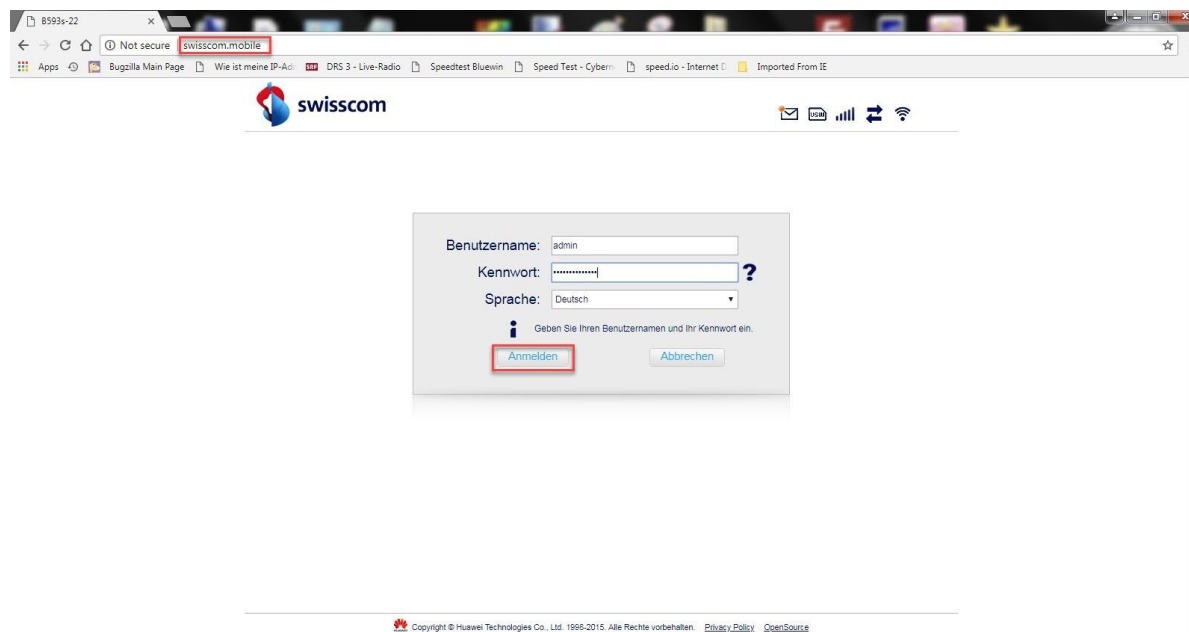 B593s-22
Not secure swisscom.mobile
Apps Bugzilla Main Page Wie ist meine IP-Ad DRS 3 - Live-Radio Speedtest Bluewin Speed Test - Cybern speed.io - Internet D Imported From IE
swisscom
USIM
Benutzername: admin
Kennwort: ••••••••••••••
?
Sprache: Deutsch
Geben Sie Ihren Benutzernamen und Ihr Kennwort ein.
Anmelden Abbrechen
Copyright © Huawei Technologies Co., Ltd. 1998-2015. Alle Rechte vorbehalten. Privacy Policy OpenSource